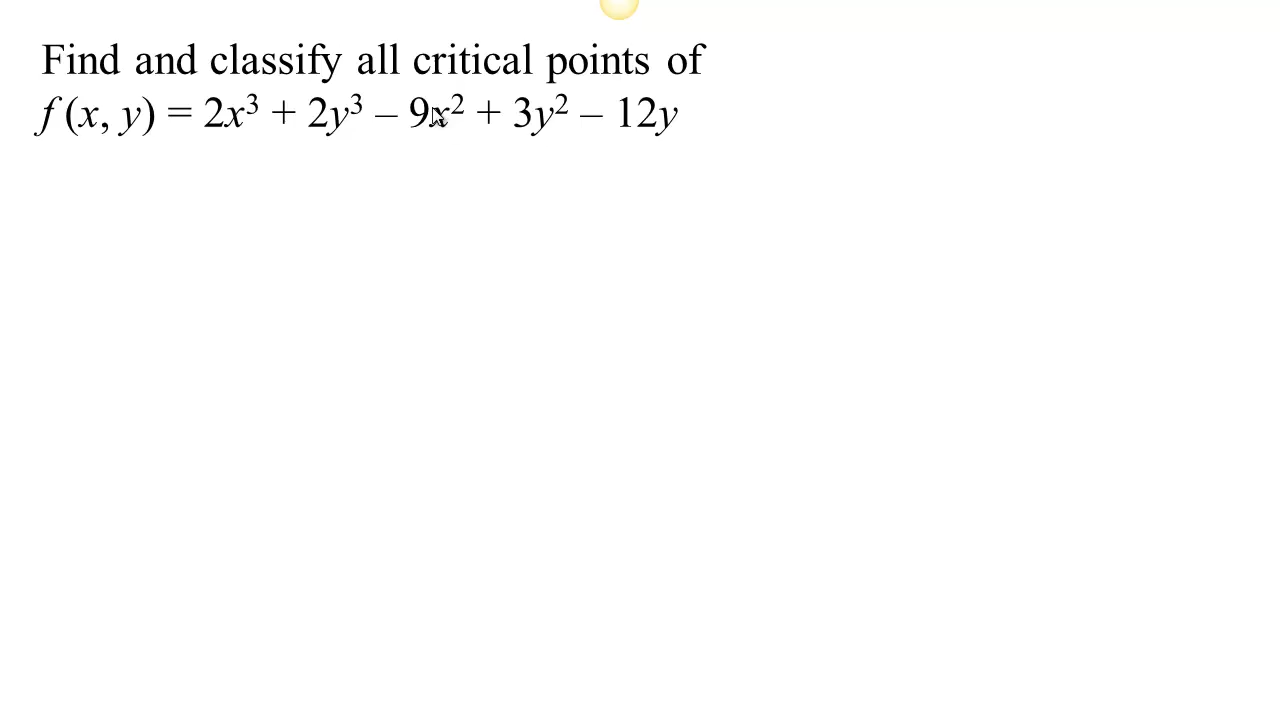 Find and classify all critical points of
f (x, y) = 2x³ + 2y³ – 9x² + 3y² – 12y